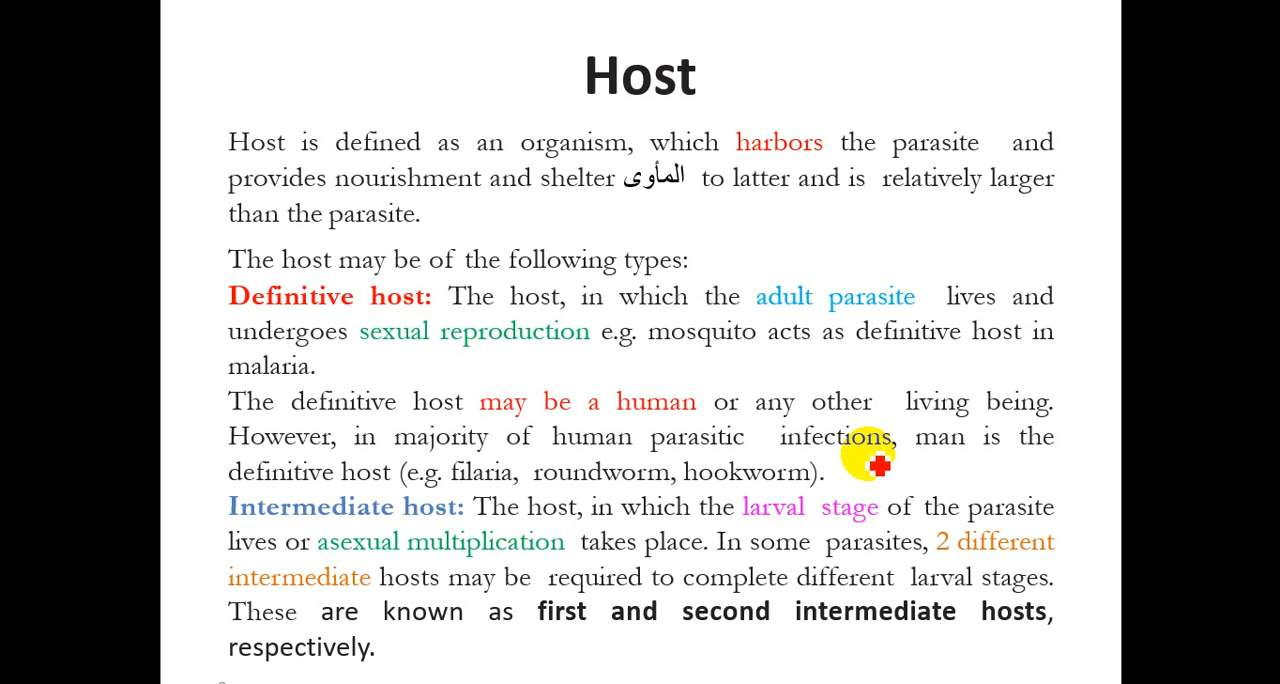 Host
Host is defined as an organism, which harbors the parasite and
provides nourishment and shelter المأوى to latter and is relatively larger
than the parasite.
The host may be of the following types:
Definitive host: The host, in which the adult parasite lives and
undergoes sexual reproduction e.g. mosquito acts as definitive host in
malaria.
The definitive host may be a human or any other living being.
However, in majority of human parasitic infections, man is the
definitive host (e.g. filaria, roundworm, hookworm).
Intermediate host: The host, in which the larval stage of the parasite
lives or asexual multiplication takes place. In some parasites, 2 different
intermediate hosts may be required to complete different larval stages.
These are known as first and second intermediate hosts,
respectively.